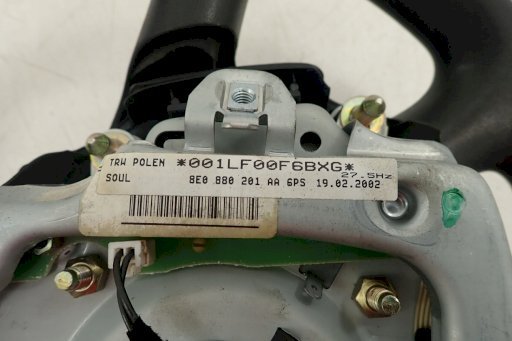 TRW POLEN *001LF00F6BXG*
27.5Hz
SOUL 8E0 880 201 AA 6PS 19.02.2002